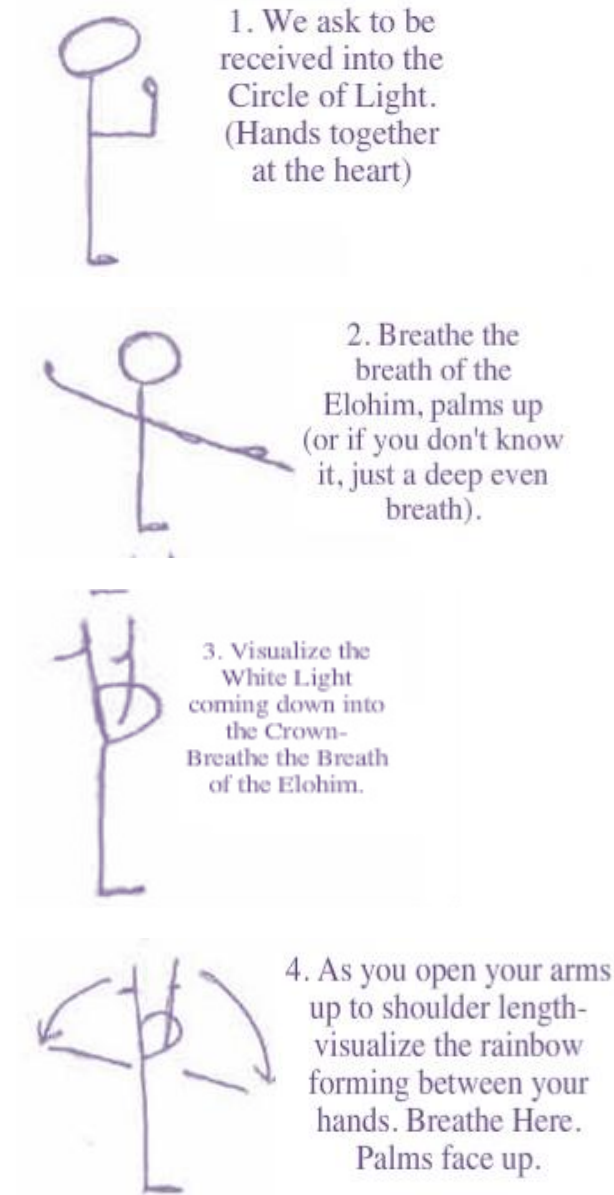 1. We ask to be
received into the
Circle of Light.
(Hands together
at the heart)
2. Breathe the
breath of the
Elohim, palms up
(or if you don't know
it, just a deep even
breath).
3. Visualize the
White Light
coming down into
the Crown-
Breathe the Breath
of the Elohim.
4. As you open your arms
up to shoulder length-
visualize the rainbow
forming between your
hands. Breathe Here.
Palms face up.